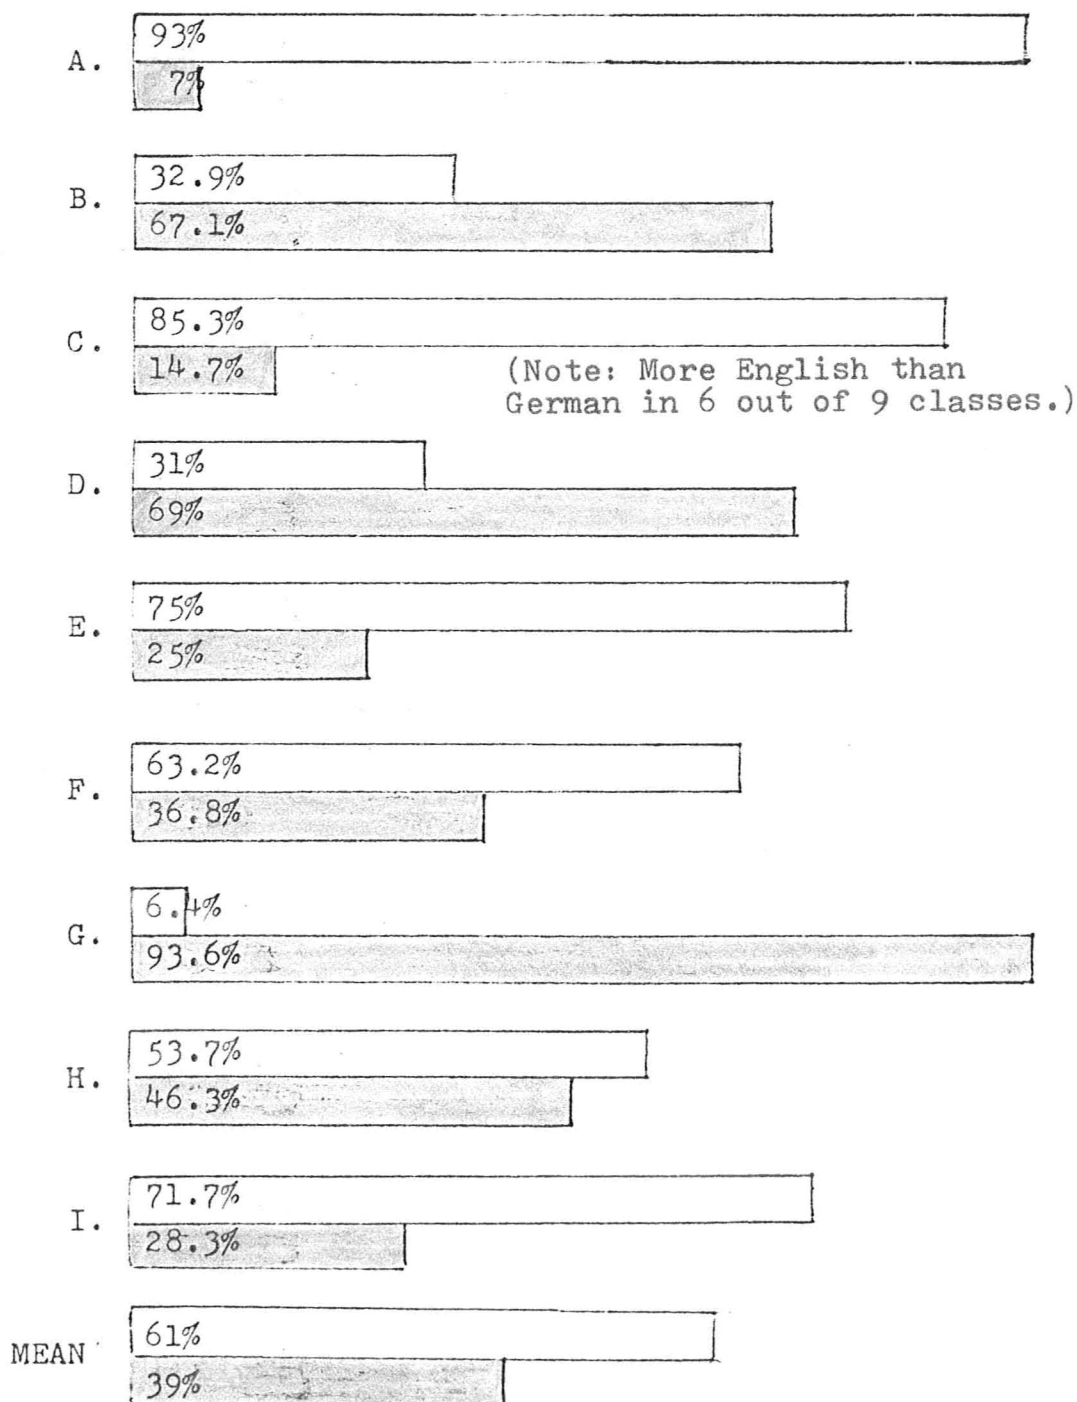 93%
A.
7%
32.9%
B.
67.1%
85.3%
C.
14.7%
(Note: More English than
German in 6 out of 9 classes.)
31%
D.
69%
75%
E.
25%
63.2%
F.
36.8%
6.4%
G.
93.6%
53.7%
H.
46.3%
71.7%
I.
28.3%
61%
MEAN
39%